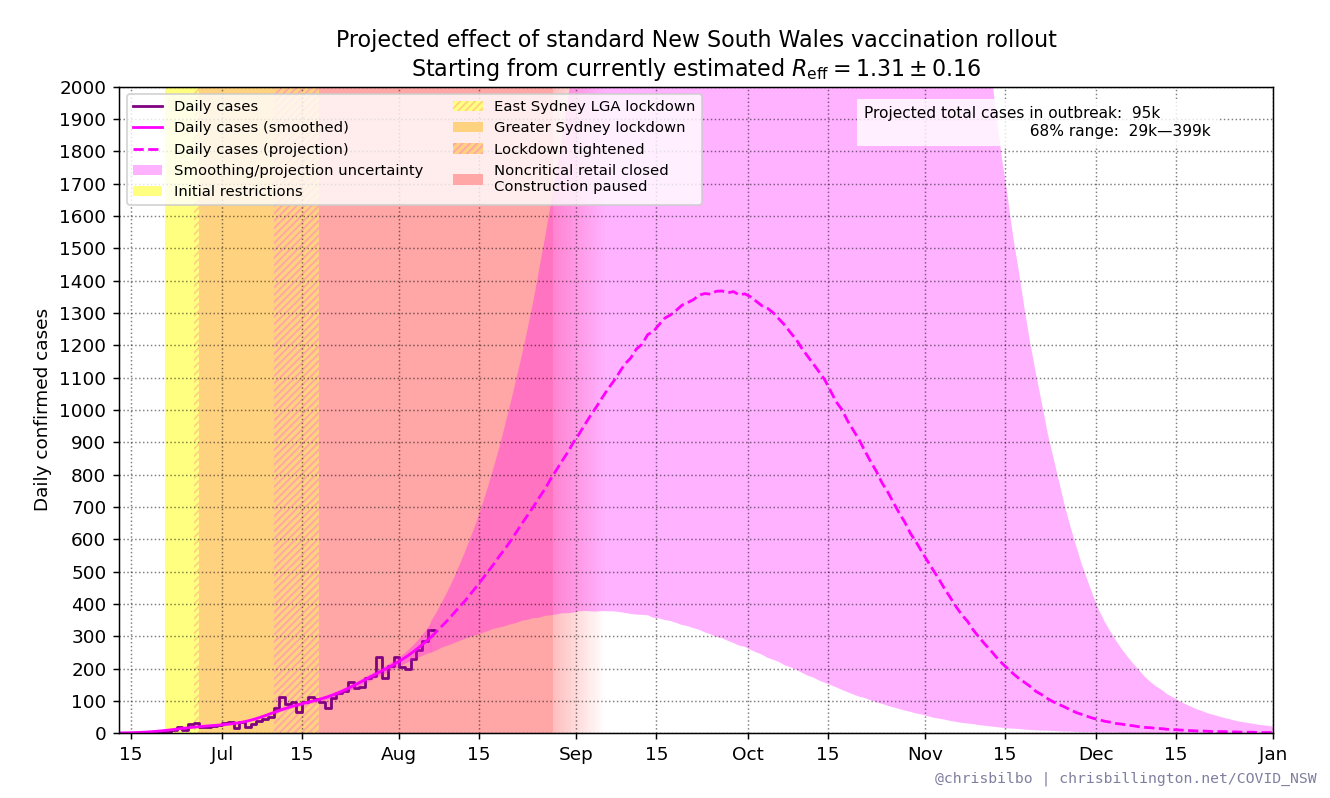 Projected effect of standard New South Wales vaccination rollout
Starting from currently estimated R_eff = 1.31 ± 0.16
Daily cases
Daily cases (smoothed)
Daily cases (projection)
Smoothing/projection uncertainty
Initial restrictions
East Sydney LGA lockdown
Greater Sydney lockdown
Lockdown tightened
Noncritical retail closed
Construction paused
Projected total cases in outbreak: 95k
68% range: 29k—399k
Daily confirmed cases
2000
1900
1800
1700
1600
1500
1400
1300
1200
1100
1000
900
800
700
600
500
400
300
200
100
0
15 Jul 15 Aug 15 Sep 15 Oct 15 Nov 15 Dec 15 Jan
@chrisbilbo | chrisbillington.net/COVID_NSW